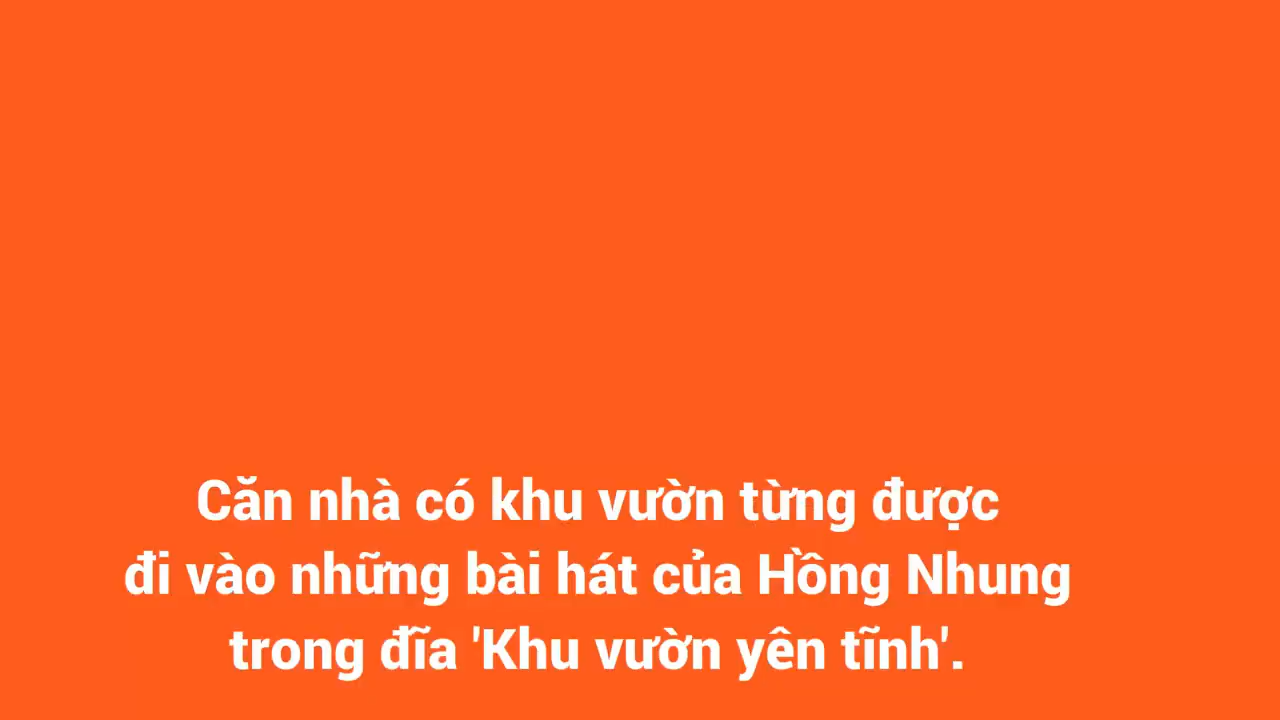 Căn nhà có khu vườn từng được
đi vào những bài hát của Hồng Nhung
trong đĩa 'Khu vườn yên tĩnh'.